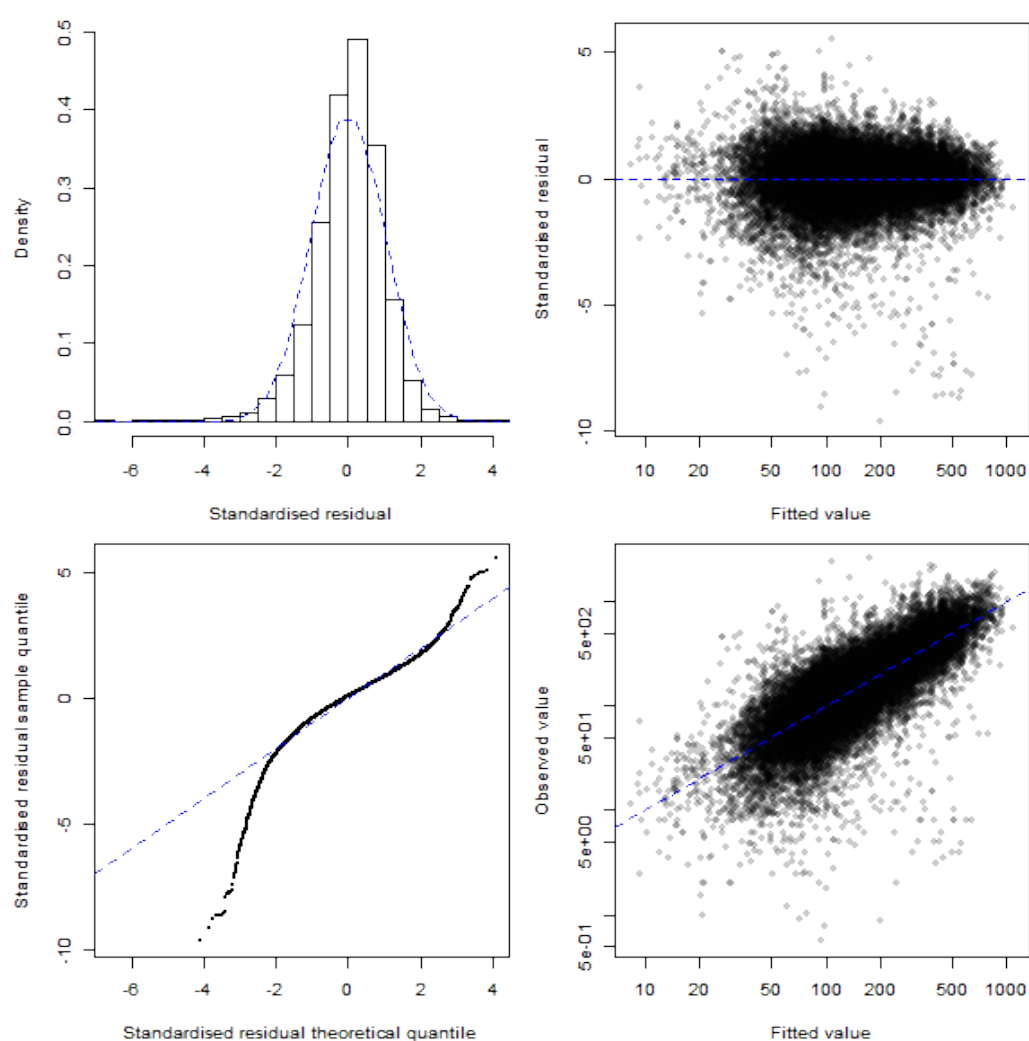 0.5
0.4
0.3
0.2
0.1
0.0
Density
-6 -4 -2 0 2 4
Standardised residual
5
0
-5
-10
Standardised residual
10 20 50 100 200 500 1000
Fitted value
5
0
-5
-10
Standardised residual sample quantile
-6 -4 -2 0 2 4
Standardised residual theoretical quantile
5e+02
5e+01
5e+00
5e-01
Observed value
10 20 50 100 200 500 1000
Fitted value